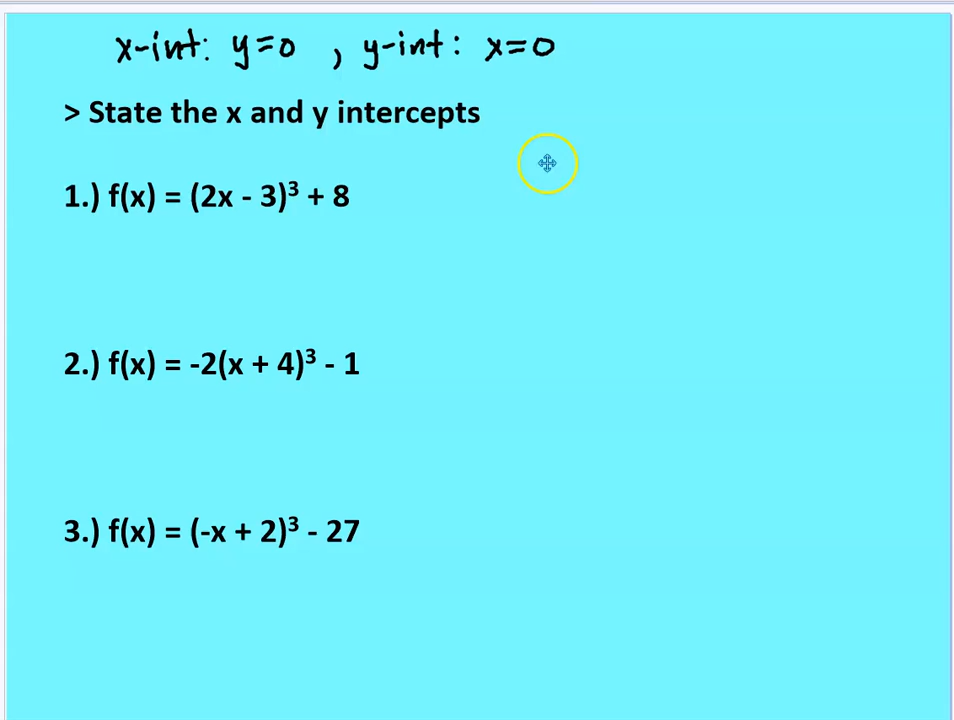 x-int: y=0 , y-int: x=0
> State the x and y intercepts
1.) f(x) = (2x - 3)³ + 8
2.) f(x) = -2(x + 4)³ - 1
3.) f(x) = (-x + 2)³ - 27